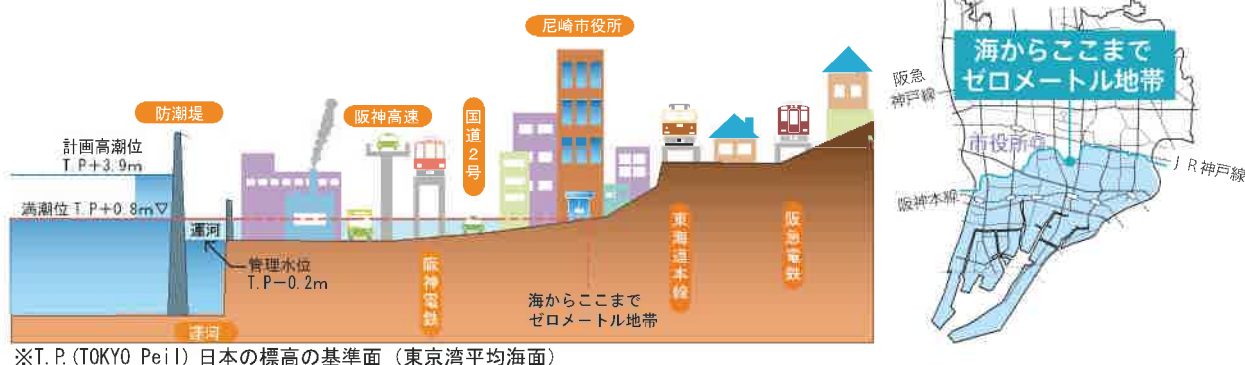 尼崎市役所
防潮堤
阪神高速
国道2号
計画高潮位
T.P+3.9m
満潮位 T.P+0.8m▽
運河
管理水位
T.P−0.2m
阪神電鉄
東海道本線
阪急電鉄
海からここまで
ゼロメートル地帯
運河
※T.P.(TOKYO Peil) 日本の標高の基準面 (東京湾平均海面)
海からここまで
ゼロメートル地帯
阪急
神戸線
市役所
JR神戸線
阪神本線